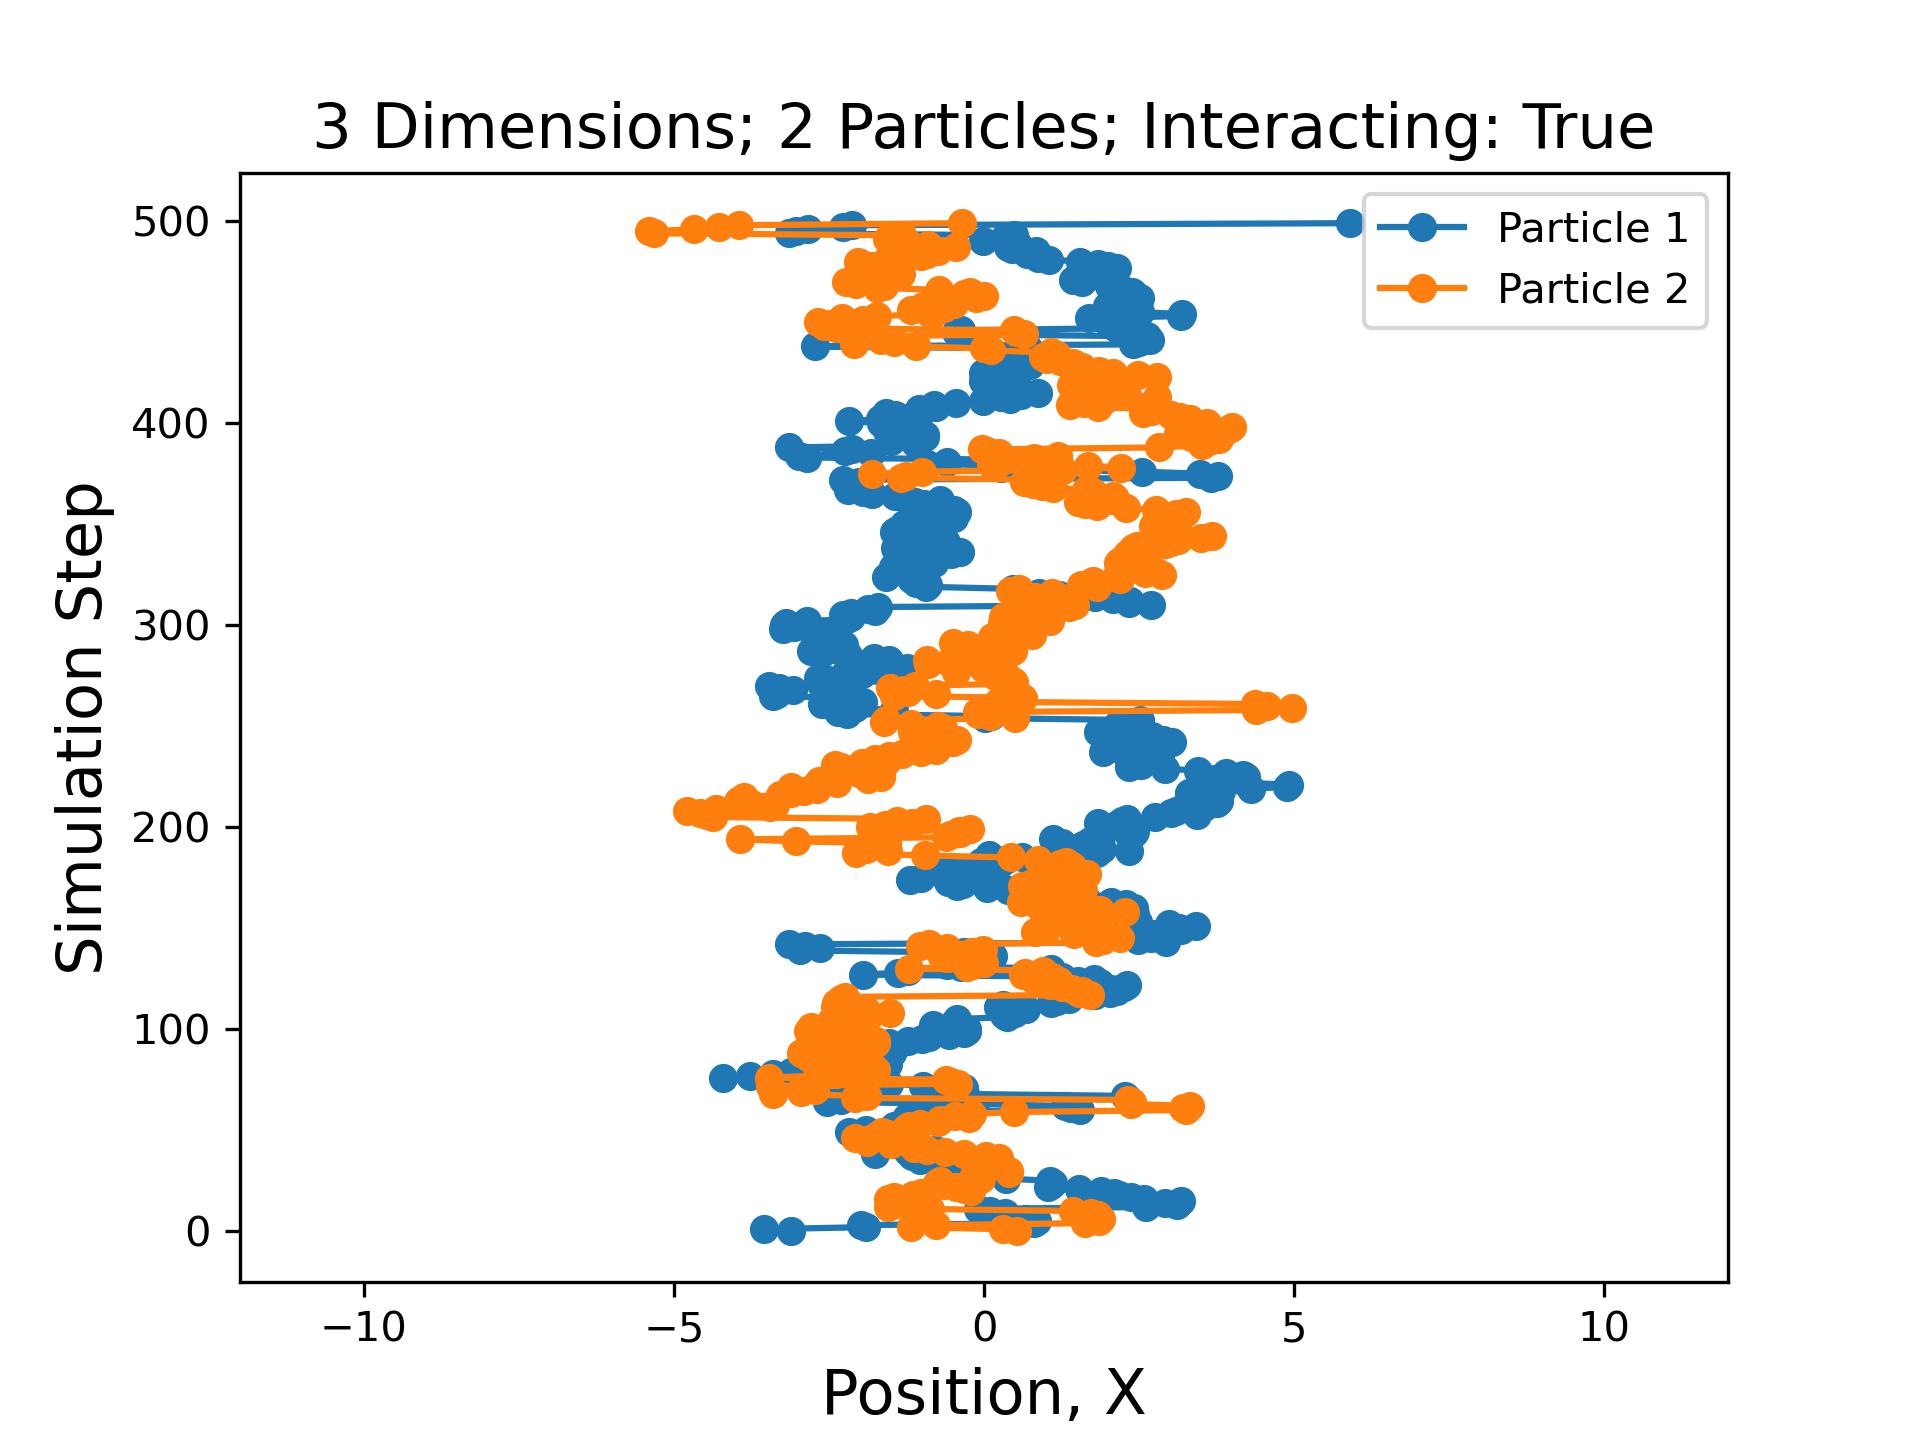 3 Dimensions; 2 Particles; Interacting: True
Particle 1
Particle 2
500
400
300
200
100
0
Simulation Step
−10
−5
0
5
10
Position, X